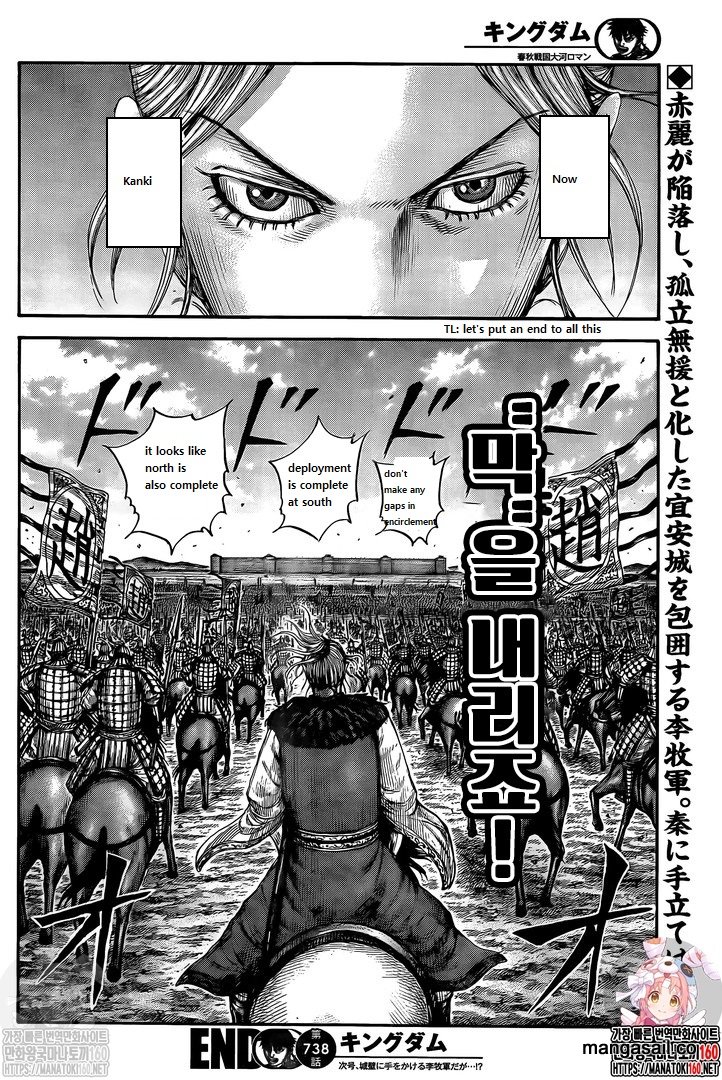 キングダム
春秋戦国大河ロマン
◆赤麗が陥落し、孤立無援と化した宜安城を包囲する李牧軍。秦に手立ては
Now
Kanki
TL: let's put an end to all this
ドドドド
don't
make any
gaps in
encirclement
deployment
is complete
at south
it looks like
north is
also complete
"막"을 내리죠!
趙
趙
オオ
END
第
738
話
キングダム
次号、城壁に手をかける李牧軍だが…!?
가장 빠른 번역만화사이트
만화왕국마나토끼160
HTTPS://MANATOKI160.NET
가장 빠른 번역만화사이트
HTTPS://MANATOKI160.NET
mangasail.co